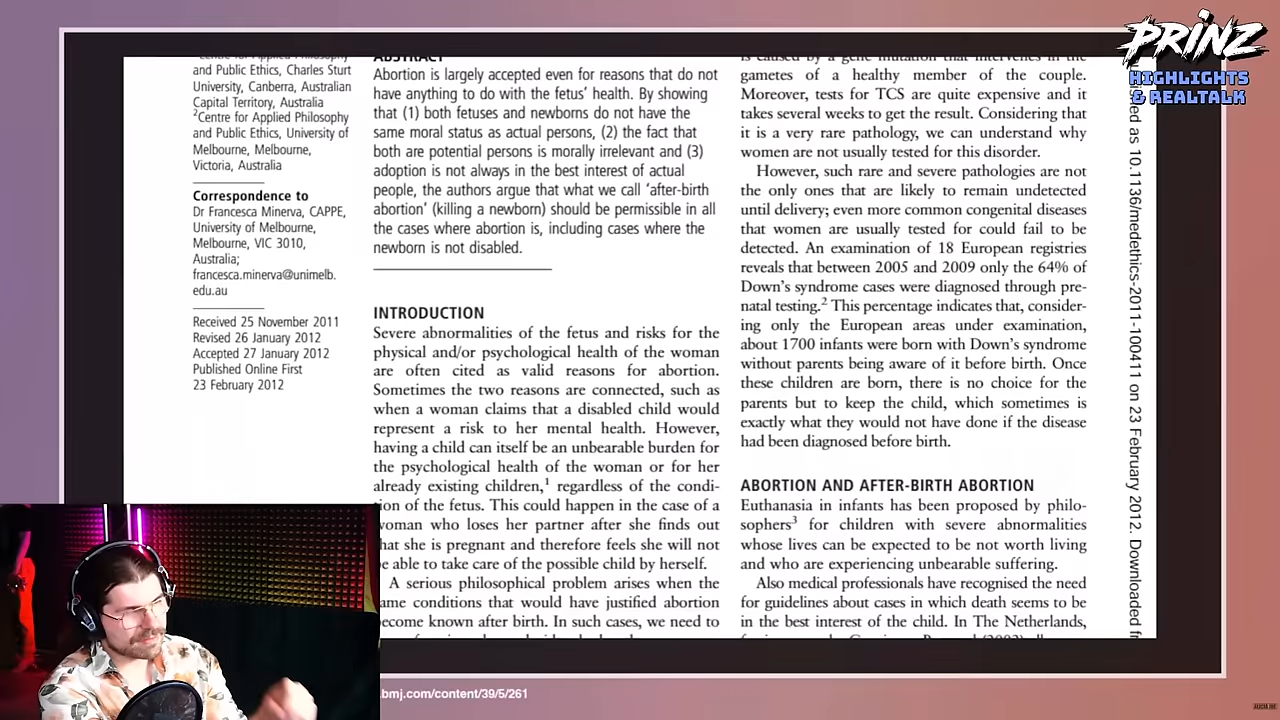 PRINZ
HIGHLIGHTS
& REALTALK
and Public Ethics, Charles Sturt
University, Canberra, Australian
Capital Territory, Australia
²Centre for Applied Philosophy
and Public Ethics, University of
Melbourne, Melbourne,
Victoria, Australia
Correspondence to
Dr Francesca Minerva, CAPPE,
University of Melbourne,
Melbourne, VIC 3010,
Australia;
francesca.minerva@unimelb.
edu.au
Received 25 November 2011
Revised 26 January 2012
Accepted 27 January 2012
Published Online First
23 February 2012
ABSTRACT
Abortion is largely accepted even for reasons that do not
have anything to do with the fetus' health. By showing
that (1) both fetuses and newborns do not have the
same moral status as actual persons, (2) the fact that
both are potential persons is morally irrelevant and (3)
adoption is not always in the best interest of actual
people, the authors argue that what we call 'after-birth
abortion' (killing a newborn) should be permissible in all
the cases where abortion is, including cases where the
newborn is not disabled.
INTRODUCTION
Severe abnormalities of the fetus and risks for the
physical and/or psychological health of the woman
are often cited as valid reasons for abortion.
Sometimes the two reasons are connected, such as
when a woman claims that a disabled child would
represent a risk to her mental health. However,
having a child can itself be an unbearable burden for
the psychological health of the woman or for her
already existing children,¹ regardless of the condi-
tion of the fetus. This could happen in the case of a
woman who loses her partner after she finds out
that she is pregnant and therefore feels she will not
be able to take care of the possible child by herself.
A serious philosophical problem arises when the
same conditions that would have justified abortion
become known after birth. In such cases, we need to
is caused by a gene mutation that intervenes in the
gametes of a healthy member of the couple.
Moreover, tests for TCS are quite expensive and it
takes several weeks to get the result. Considering that
it is a very rare pathology, we can understand why
women are not usually tested for this disorder.
However, such rare and severe pathologies are not
the only ones that are likely to remain undetected
until delivery; even more common congenital diseases
that women are usually tested for could fail to be
detected. An examination of 18 European registries
reveals that between 2005 and 2009 only the 64% of
Down's syndrome cases were diagnosed through pre-
natal testing.² This percentage indicates that, consider-
ing only the European areas under examination,
about 1700 infants were born with Down's syndrome
without parents being aware of it before birth. Once
these children are born, there is no choice for the
parents but to keep the child, which sometimes is
exactly what they would not have done if the disease
had been diagnosed before birth.
ABORTION AND AFTER-BIRTH ABORTION
Euthanasia in infants has been proposed by philo-
sophers³ for children with severe abnormalities
whose lives can be expected to be not worth living
and who are experiencing unbearable suffering.
Also medical professionals have recognised the need
for guidelines about cases in which death seems to be
in the best interest of the child. In The Netherlands,
as 10.1136/medethics-2011-100411 on 23 February 2012. Downloaded
.bmj.com/content/39/5/261